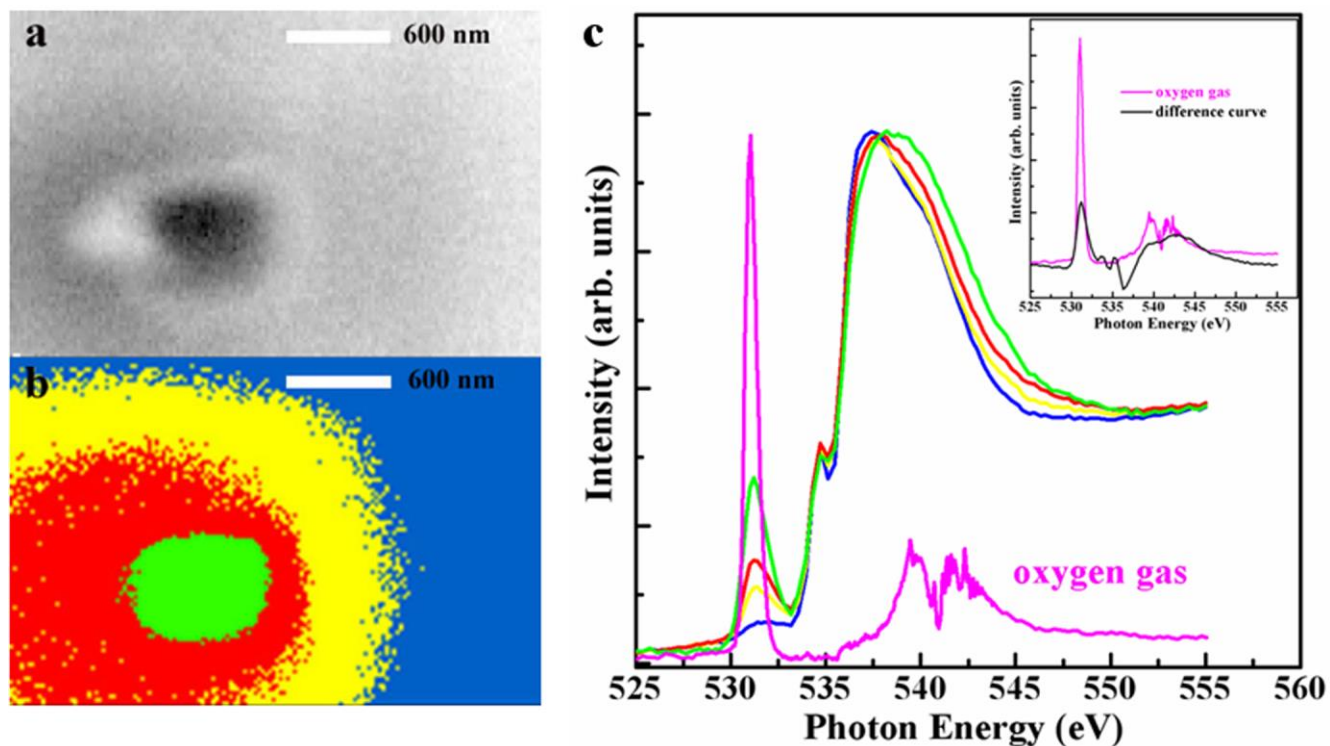 a
600 nm
b
600 nm
c
Intensity (arb. units)
oxygen gas
525 530 535 540 545 550 555 560
Photon Energy (eV)
oxygen gas
difference curve
Intensity (arb. units)
525 530 535 540 545 550 555
Photon Energy (eV)